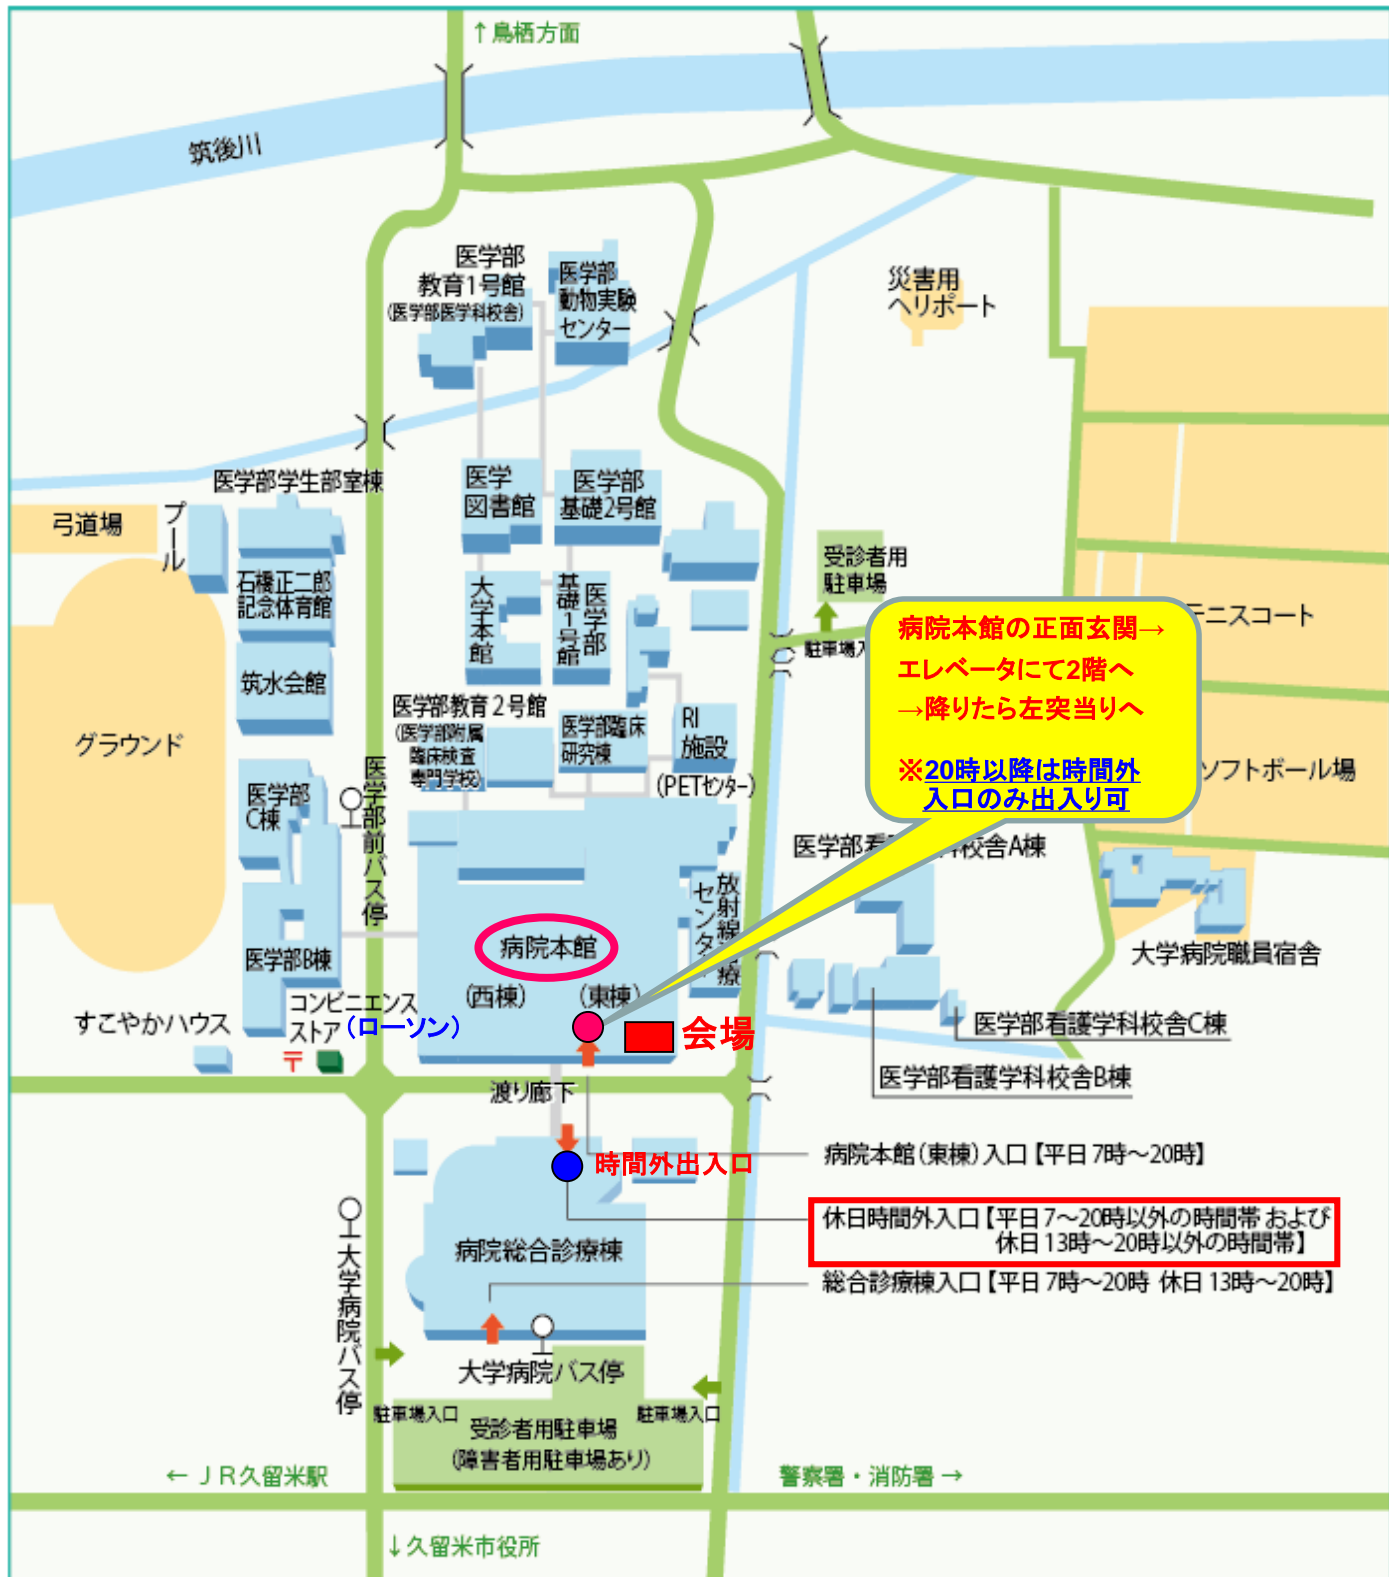 ↑鳥栖方面
筑後川
医学部
教育1号館
(医学部医学科校舎)
医学部
動物実験
センター
災害用
ヘリポート
医学部学生部室棟
弓道場
プール
石橋正二郎
記念体育館
筑水会館
グラウンド
医学
図書館
医学部
基礎2号館
大学本館
医学部
基礎1号館
受診者用
駐車場
駐車場入
テニスコート
病院本館の正面玄関→
エレベータにて2階へ
→降りたら左突当りへ
※20時以降は時間外
入口のみ出入り可
ソフトボール場
医学部教育2号館
(医学部附属
臨床検査
専門学校)
医学部臨床
研究棟
RI
施設
(PETセンター)
医学部
C棟
医学部前バス停
医学部B棟
病院本館
(西棟)
(東棟)
放射線治療
センタ
医学部看
科校舎A棟
大学病院職員宿舎
医学部看護学科校舎C棟
医学部看護学科校舎B棟
すこやかハウス
コンビニエンス
ストア
(ローソン)
〒
会場
渡り廊下
時間外出入口
病院本館(東棟)入口【平日7時～20時】
休日時間外入口【平日7～20時以外の時間帯 および
休日13時～20時以外の時間帯】
総合診療棟入口【平日7時～20時 休日13時～20時】
病院総合診療棟
大学病院バス停
大学病院バス停
駐車場入口
駐車場入口
受診者用駐車場
(障害者用駐車場あり)
← JR久留米駅
警察署・消防署 →
↓久留米市役所